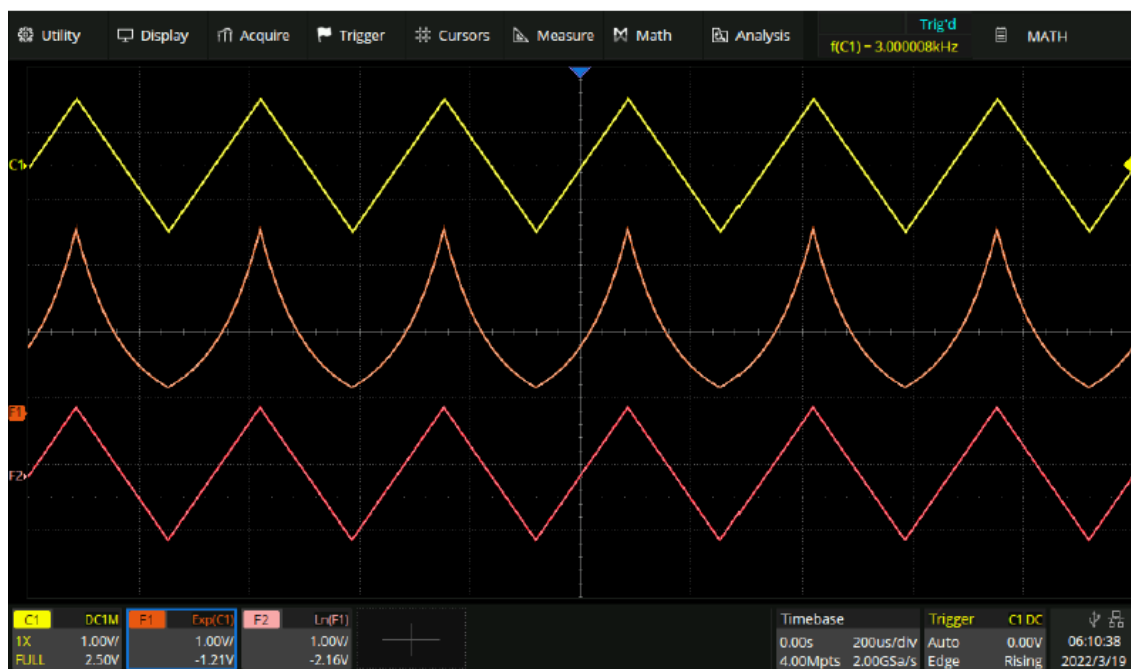 Utility Display Acquire Trigger Cursors Measure Math Analysis Trig'd MATH
f(C1) = 3.000008kHz
C1
F1
F2
C1 DC1M F1 Exp(C1) F2 Ln(F1) Timebase Trigger C1 DC
1X 1.00V/ 1.00V/ 1.00V/ 0.00s 200us/div Auto 0.00V 06:10:38
FULL 2.50V -1.21V -2.16V 4.00Mpts 2.00GSa/s Edge Rising 2022/3/19